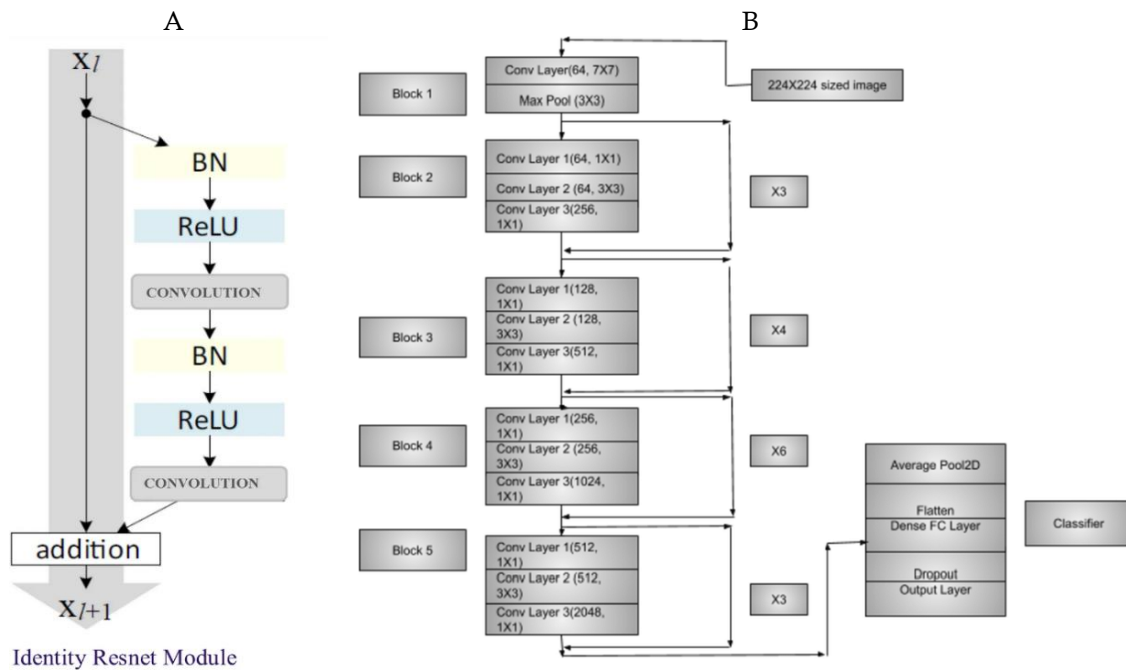 A
X l
BN
ReLU
CONVOLUTION
BN
ReLU
CONVOLUTION
addition
X l+1
Identity Resnet Module
B
224X224 sized image
Block 1
Conv Layer(64, 7X7)
Max Pool (3X3)
Block 2
Conv Layer 1(64, 1X1)
Conv Layer 2 (64, 3X3)
Conv Layer 3(256,
1X1)
X3
Block 3
Conv Layer 1(128,
1X1)
Conv Layer 2 (128,
3X3)
Conv Layer 3(512,
1X1)
X4
Block 4
Conv Layer 1(256,
1X1)
Conv Layer 2 (256,
3X3)
Conv Layer 3(1024,
1X1)
X6
Block 5
Conv Layer 1(512,
1X1)
Conv Layer 2 (512,
3X3)
Conv Layer 3(2048,
1X1)
X3
Average Pool2D
Flatten
Dense FC Layer
Dropout
Output Layer
Classifier